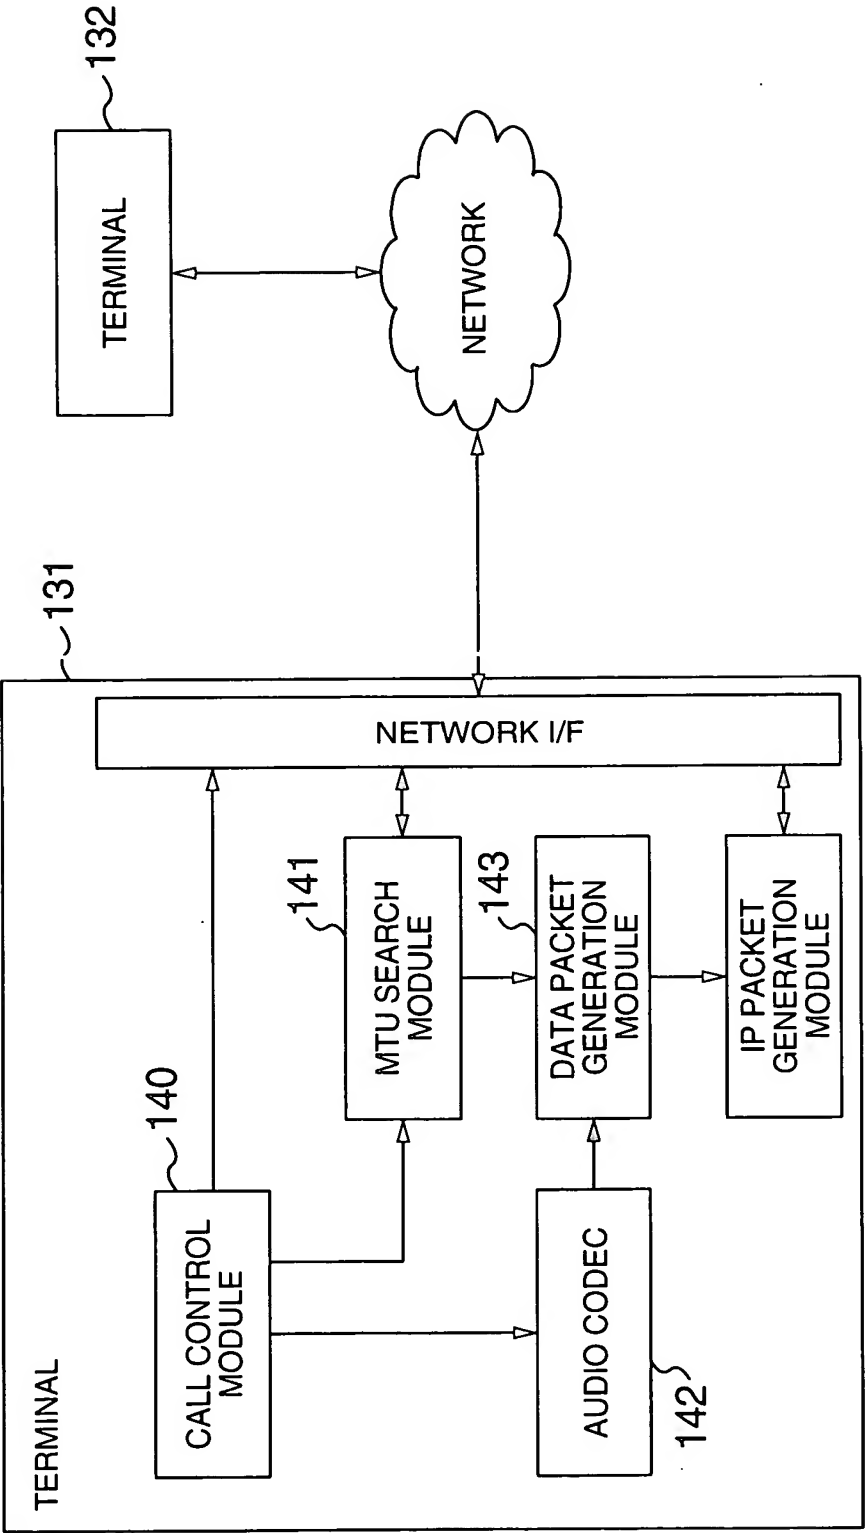 TERMINAL
131
CALL CONTROL
MODULE
140
MTU SEARCH
MODULE
141
NETWORK I/F
AUDIO CODEC
142
DATA PACKET
GENERATION
MODULE
143
IP PACKET
GENERATION
MODULE
TERMINAL
132
NETWORK